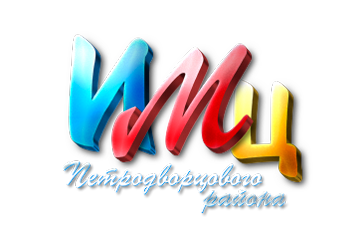 ИМЦ
Петродворцового
района